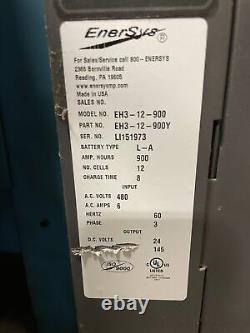 EnerSys
For Sales/Service call 800 - ENERSYS
2366 Bernville Road
Reading, PA 19605
www.enersysmp.com
Made in USA
SALES NO.
MODEL NO. EH3-12-900
PART NO. EH3-12-900Y
SER. NO. LI151973
BATTERY TYPE L-A
AMP. HOURS 900
NO. CELLS 12
CHARGE TIME 8
INPUT
A.C. VOLTS 480
A.C. AMPS 6
HERTZ 60
PHASE 3
OUTPUT
D.C. VOLTS 24
145
ISO 9000
C UL US
LISTED